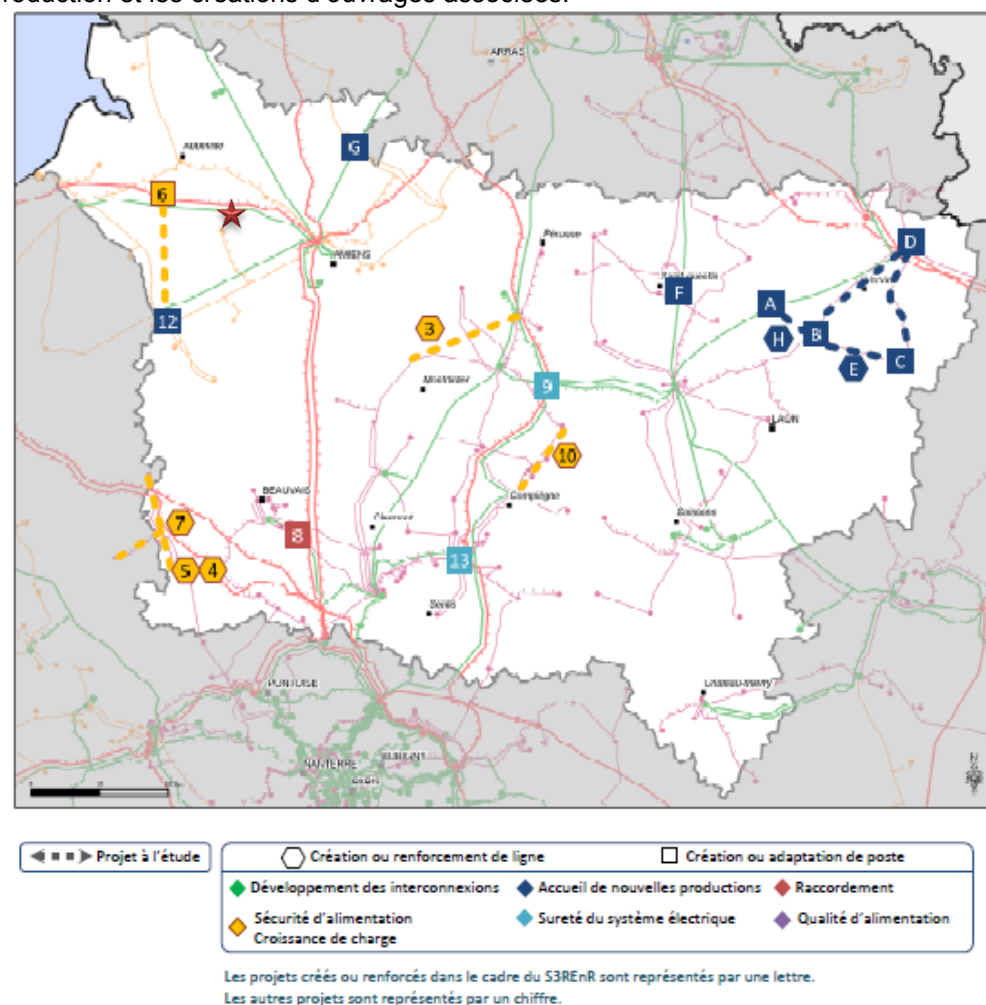 roduction et les créations d'ouvrages associées.
ARRAS
G
6
D
A
F
12
3
H
B
E
C
9
LAON
10
BEAUVAIS
Compiègne
7
8
5
4
13
Senlis
PONTOISE
NANTERRE
Projet à l'étude
Création ou renforcement de ligne
Création ou adaptation de poste
Développement des interconnexions
Accueil de nouvelles productions
Raccordement
Sécurité d'alimentation
Croissance de charge
Sureté du système électrique
Qualité d'alimentation
Les projets créés ou renforcés dans le cadre du S3REnR sont représentés par une lettre.
Les autres projets sont représentés par un chiffre.